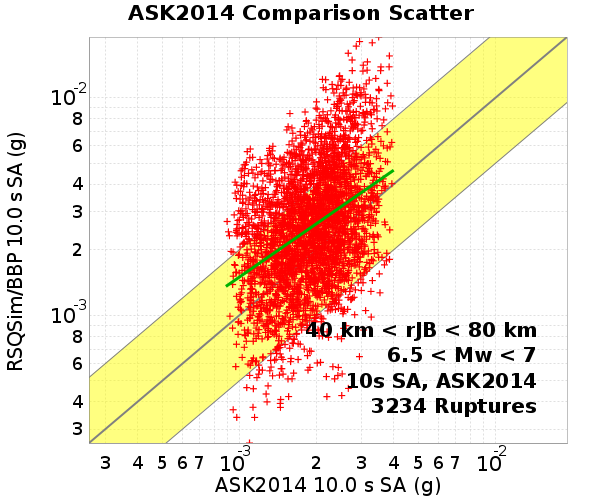 ASK2014 Comparison Scatter
RSQSim/BBP 10.0 s SA (g)
10-2
8
6
4
3
2
10-3
8
6
4
3
40 km < rJB < 80 km
6.5 < Mw < 7
10s SA, ASK2014
3234 Ruptures
3 4 5 6 7 10-3 2 3 4 5 6 7 10-2
ASK2014 10.0 s SA (g)